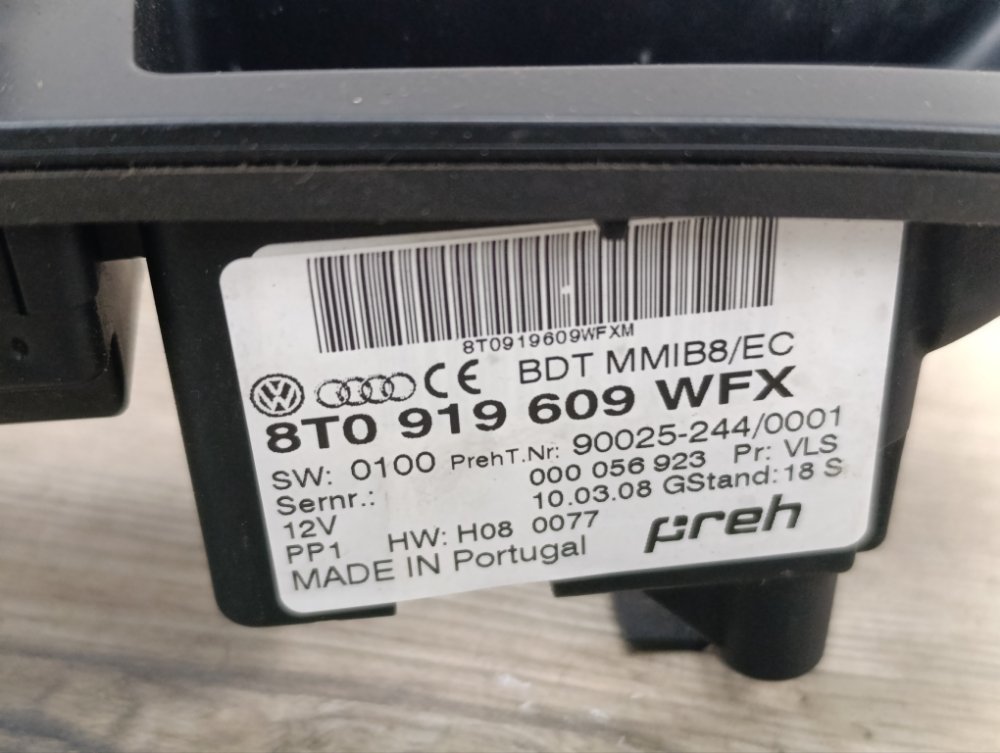 8T0919609WFXM
CE BDT MMIB8/EC
8T0 919 609 WFX
SW: 0100 PrehT.Nr: 90025-244/0001
Sernr.: 000 056 923 Pr: VLS
12V 10.03.08 GStand: 18 S
PP1 HW: H08 0077 preh
MADE IN Portugal